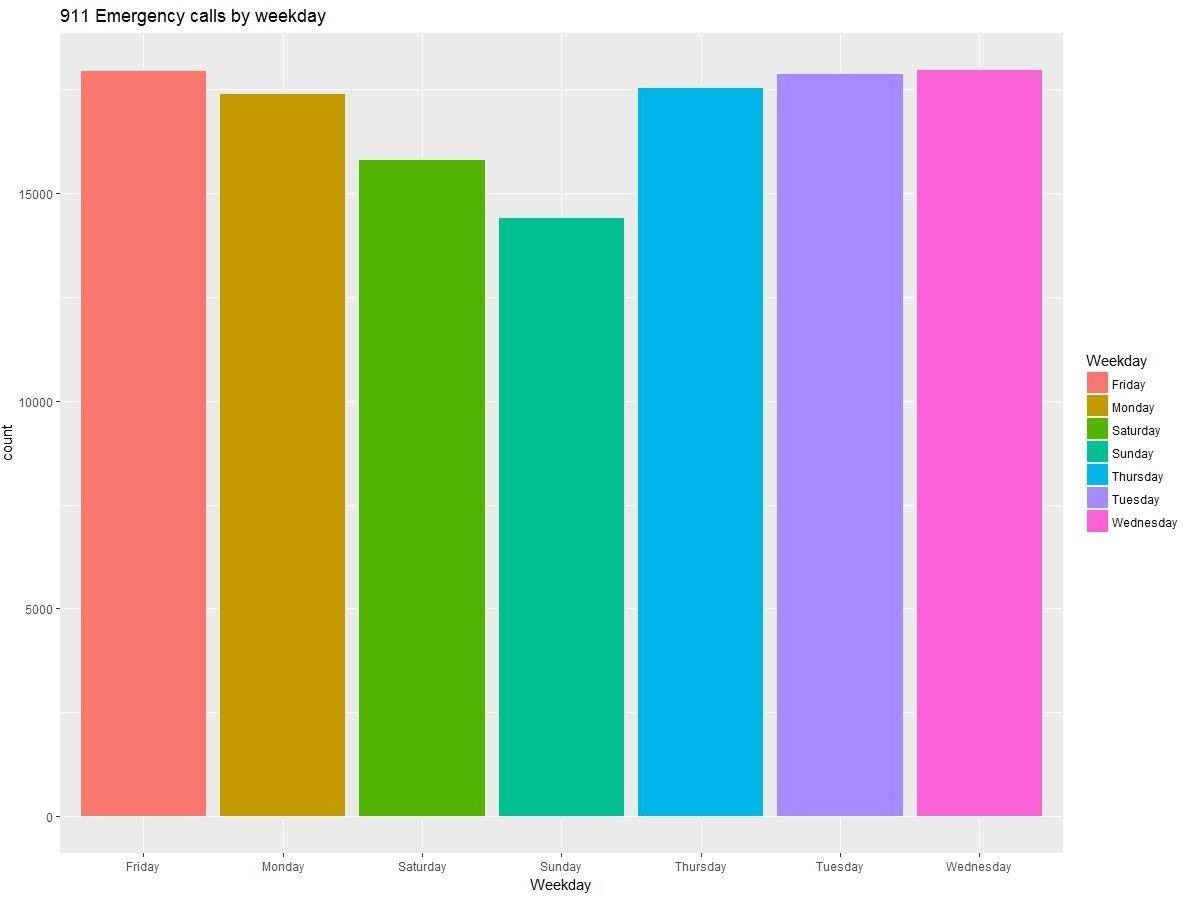 911 Emergency calls by weekday
15000
10000
5000
0
count
Friday Monday Saturday Sunday Thursday Tuesday Wednesday
Weekday
Weekday
Friday
Monday
Saturday
Sunday
Thursday
Tuesday
Wednesday